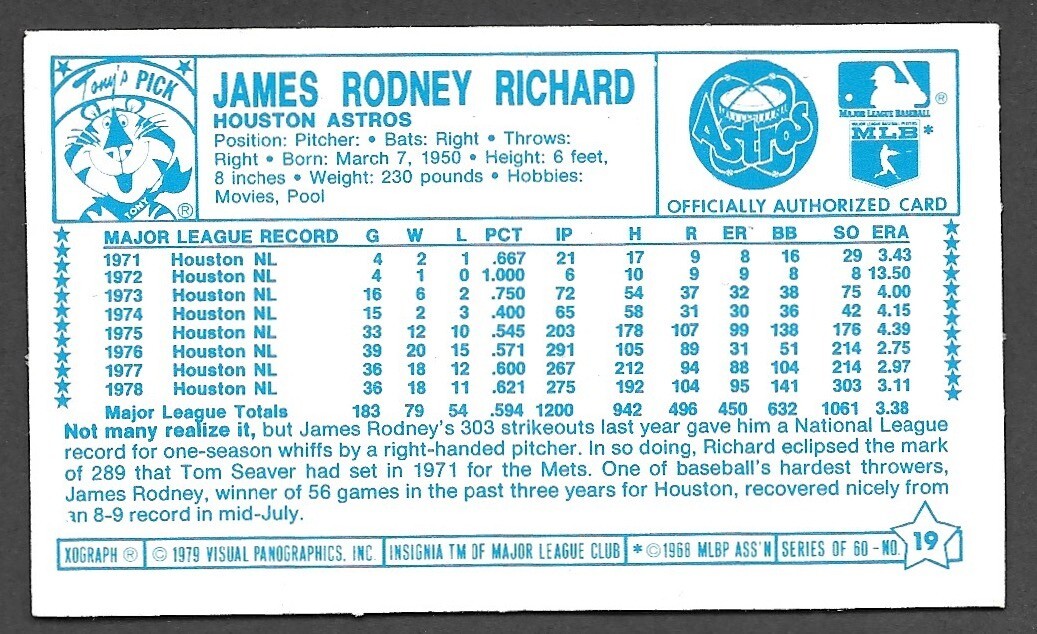 Tony's PICK
TONY
®
JAMES RODNEY RICHARD
HOUSTON ASTROS
Position: Pitcher: • Bats: Right • Throws:
Right • Born: March 7, 1950 • Height: 6 feet,
8 inches • Weight: 230 pounds • Hobbies:
Movies, Pool
Astros
®
MAJOR LEAGUE BASEBALL
MLB *
OFFICIALLY AUTHORIZED CARD
MAJOR LEAGUE RECORD G W L PCT IP H R ER BB SO ERA
1971 Houston NL 4 2 1 .667 21 17 9 8 16 29 3.43
1972 Houston NL 4 1 0 1.000 6 10 9 9 8 8 13.50
1973 Houston NL 16 6 2 .750 72 54 37 32 38 75 4.00
1974 Houston NL 15 2 3 .400 65 58 31 30 36 42 4.15
1975 Houston NL 33 12 10 .545 203 178 107 99 138 176 4.39
1976 Houston NL 39 20 15 .571 291 105 89 31 51 214 2.75
1977 Houston NL 36 18 12 .600 267 212 94 88 104 214 2.97
1978 Houston NL 36 18 11 .621 275 192 104 95 141 303 3.11
Major League Totals 183 79 54 .594 1200 942 496 450 632 1061 3.38
Not many realize it, but James Rodney's 303 strikeouts last year gave him a National League
record for one-season whiffs by a right-handed pitcher. In so doing, Richard eclipsed the mark
of 289 that Tom Seaver had set in 1971 for the Mets. One of baseball's hardest throwers,
James Rodney, winner of 56 games in the past three years for Houston, recovered nicely from
an 8-9 record in mid-July.
XOGRAPH ® © 1979 VISUAL PANOGRAPHICS, INC. INSIGNIA TM OF MAJOR LEAGUE CLUB * © 1968 MLBP ASS'N SERIES OF 60 - NO. 19